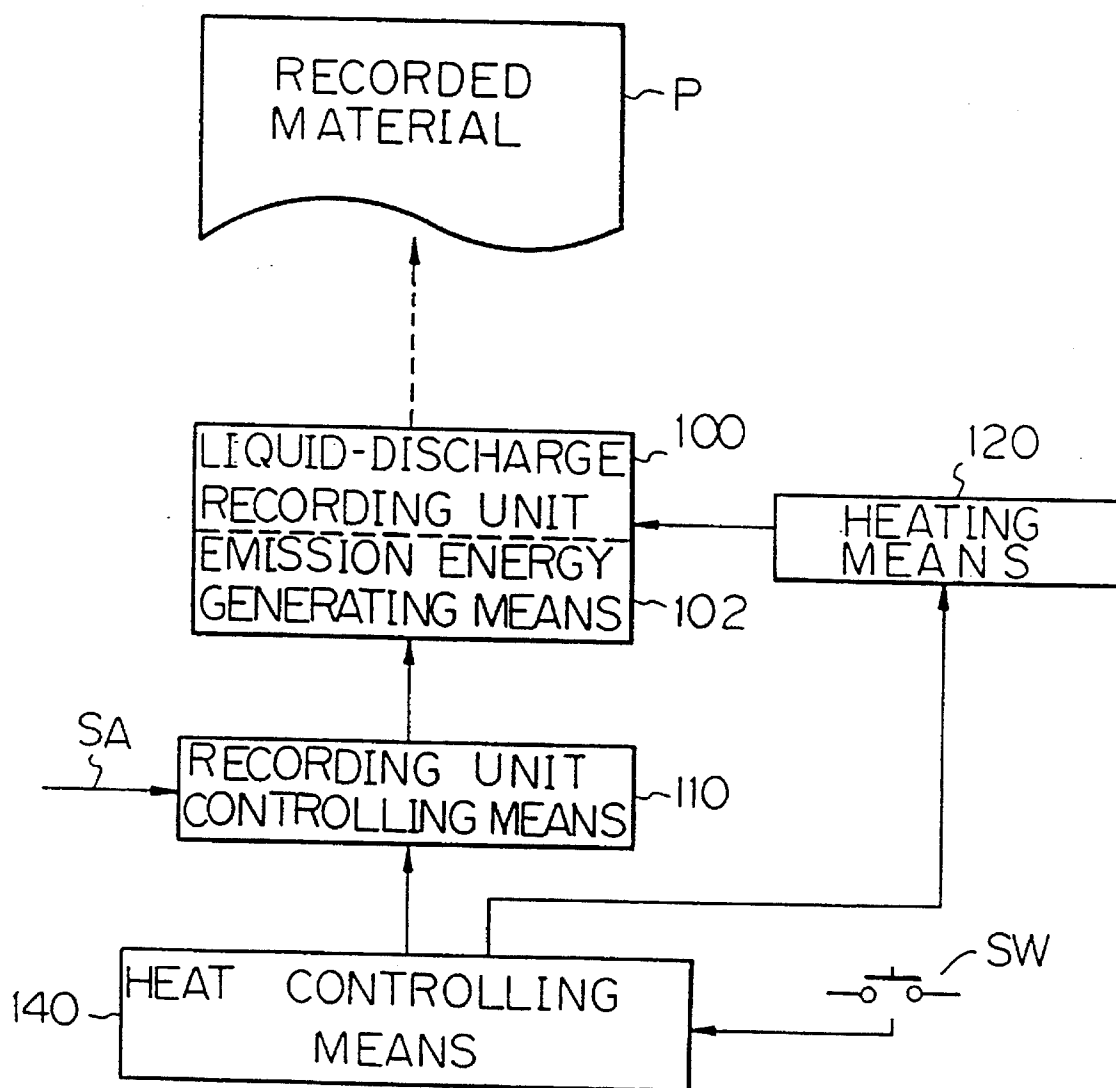 RECORDED
MATERIAL
P
LIQUID-DISCHARGE
RECORDING UNIT
100
EMISSION ENERGY
GENERATING MEANS
102
120
HEATING
MEANS
SA
RECORDING UNIT
CONTROLLING MEANS
110
140
HEAT CONTROLLING
MEANS
SW